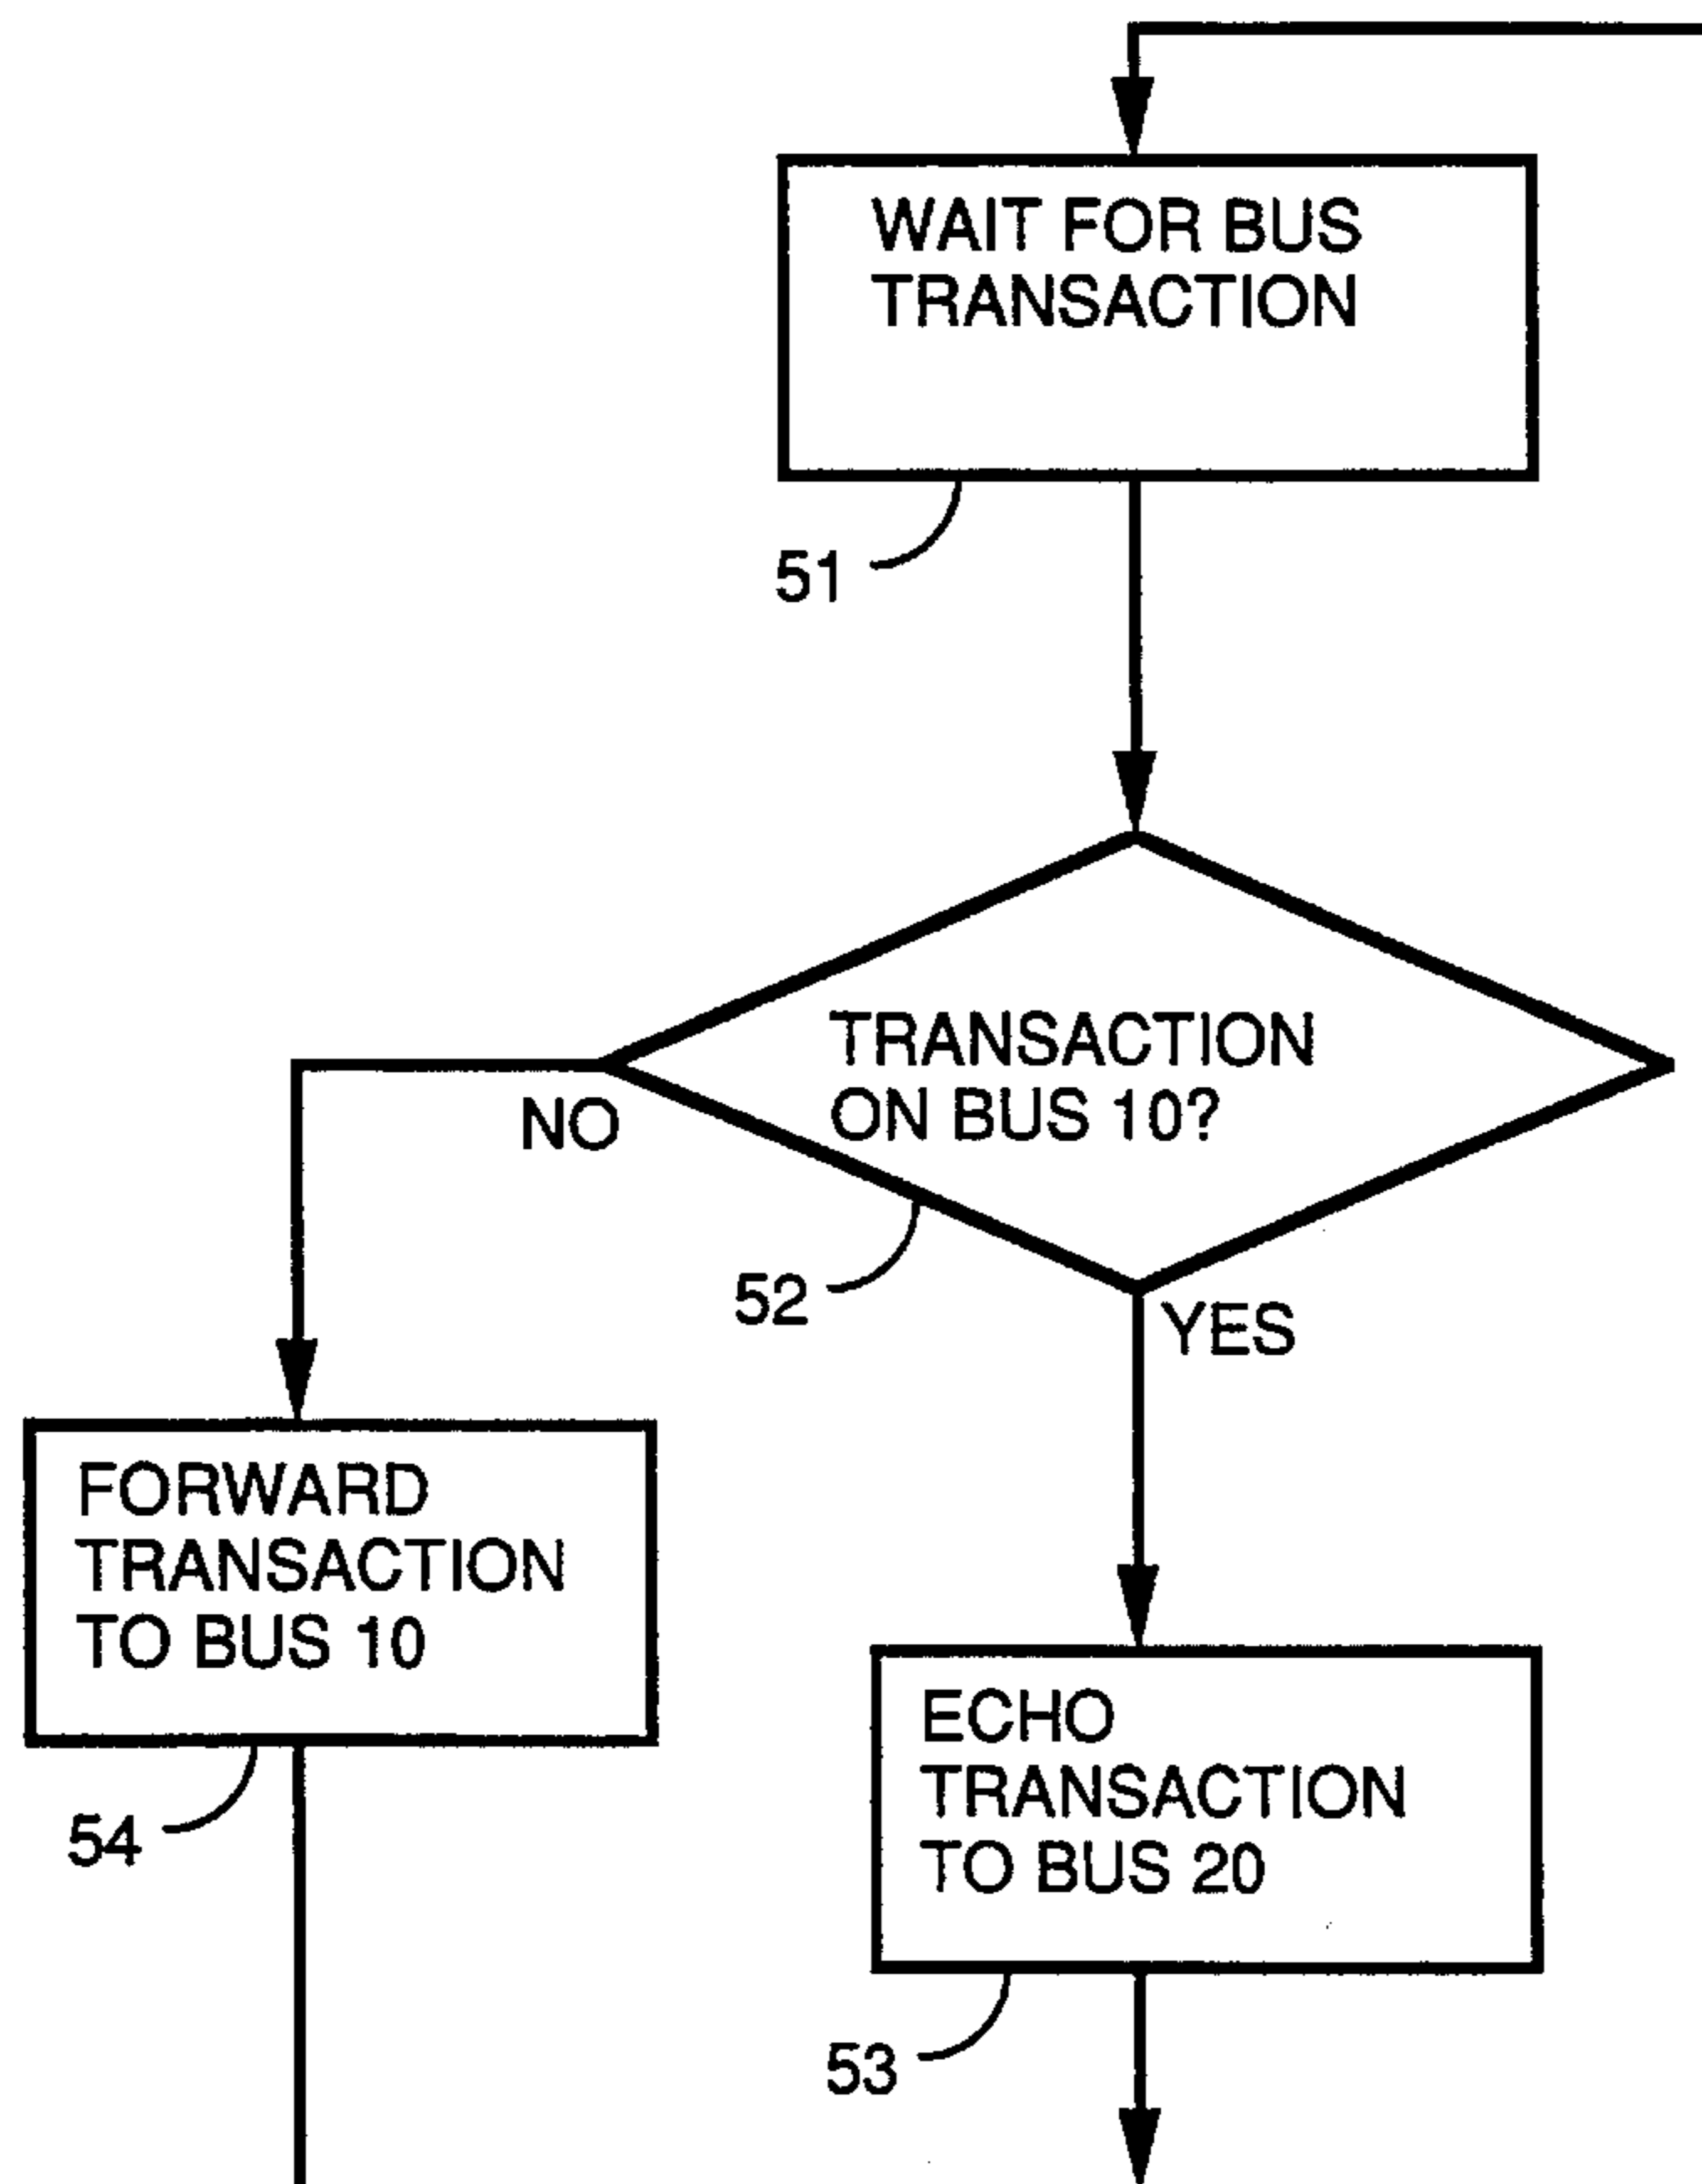 WAIT FOR BUS
TRANSACTION
51
TRANSACTION
ON BUS 10?
NO
52
YES
FORWARD
TRANSACTION
TO BUS 10
54
ECHO
TRANSACTION
TO BUS 20
53